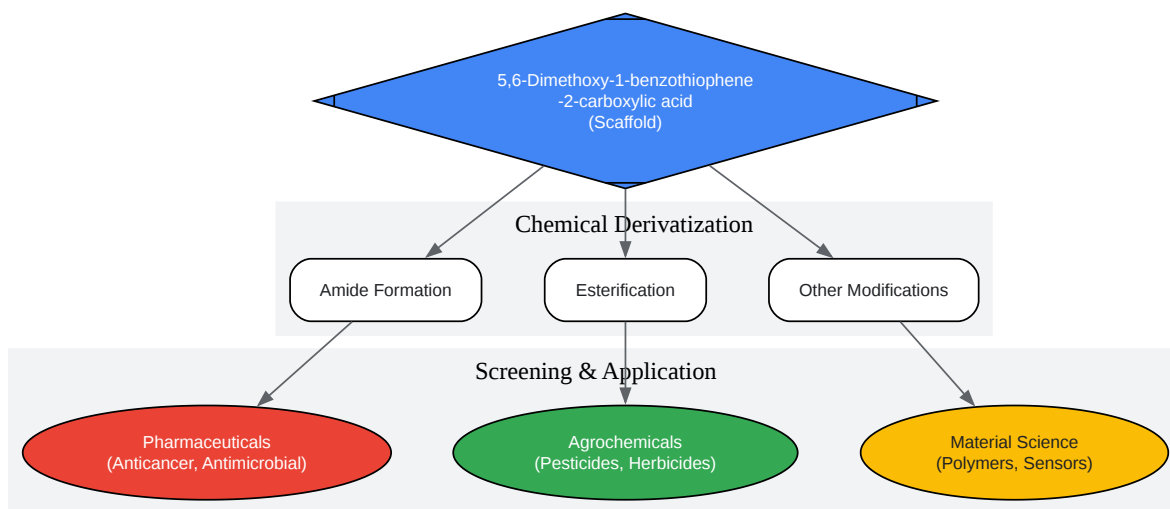 5,6-Dimethoxy-1-benzothiophene
-2-carboxylic acid
(Scaffold)
Chemical Derivatization
Amide Formation
Esterification
Other Modifications
Screening & Application
Pharmaceuticals
(Anticancer, Antimicrobial)
Agrochemicals
(Pesticides, Herbicides)
Material Science
(Polymers, Sensors)